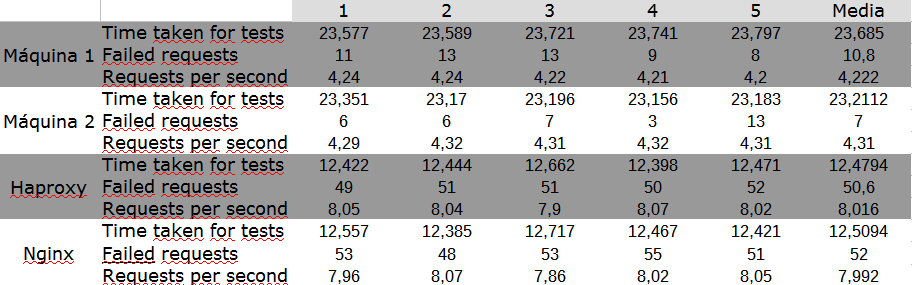 1 2 3 4 5 Media
Time taken for tests 23,577 23,589 23,721 23,741 23,797 23,685
Máquina 1 Failed requests 11 13 13 9 8 10,8
Requests per second 4,24 4,24 4,22 4,21 4,2 4,222
Time taken for tests 23,351 23,17 23,196 23,156 23,183 23,2112
Máquina 2 Failed requests 6 6 7 3 13 7
Requests per second 4,29 4,32 4,31 4,32 4,31 4,31
Time taken for tests 12,422 12,444 12,662 12,398 12,471 12,4794
Haproxy Failed requests 49 51 51 50 52 50,6
Requests per second 8,05 8,04 7,9 8,07 8,02 8,016
Time taken for tests 12,557 12,385 12,717 12,467 12,421 12,5094
Nginx Failed requests 53 48 53 55 51 52
Requests per second 7,96 8,07 7,86 8,02 8,05 7,992